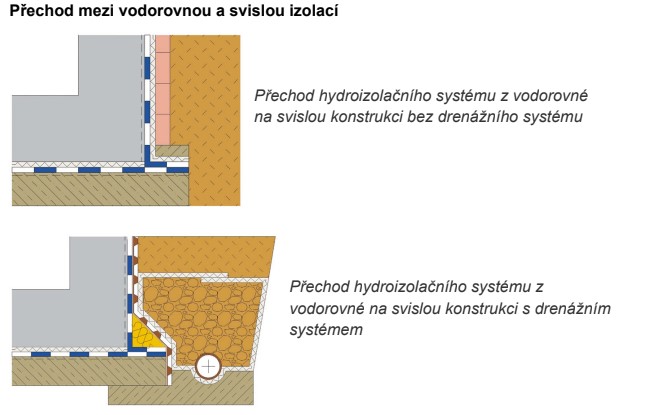 Přechod mezi vodorovnou a svislou izolací
Přechod hydroizolačního systému z vodorovné
na svislou konstrukci bez drenážního systému
Přechod hydroizolačního systému z
vodorovné na svislou konstrukci s drenážním
systémem